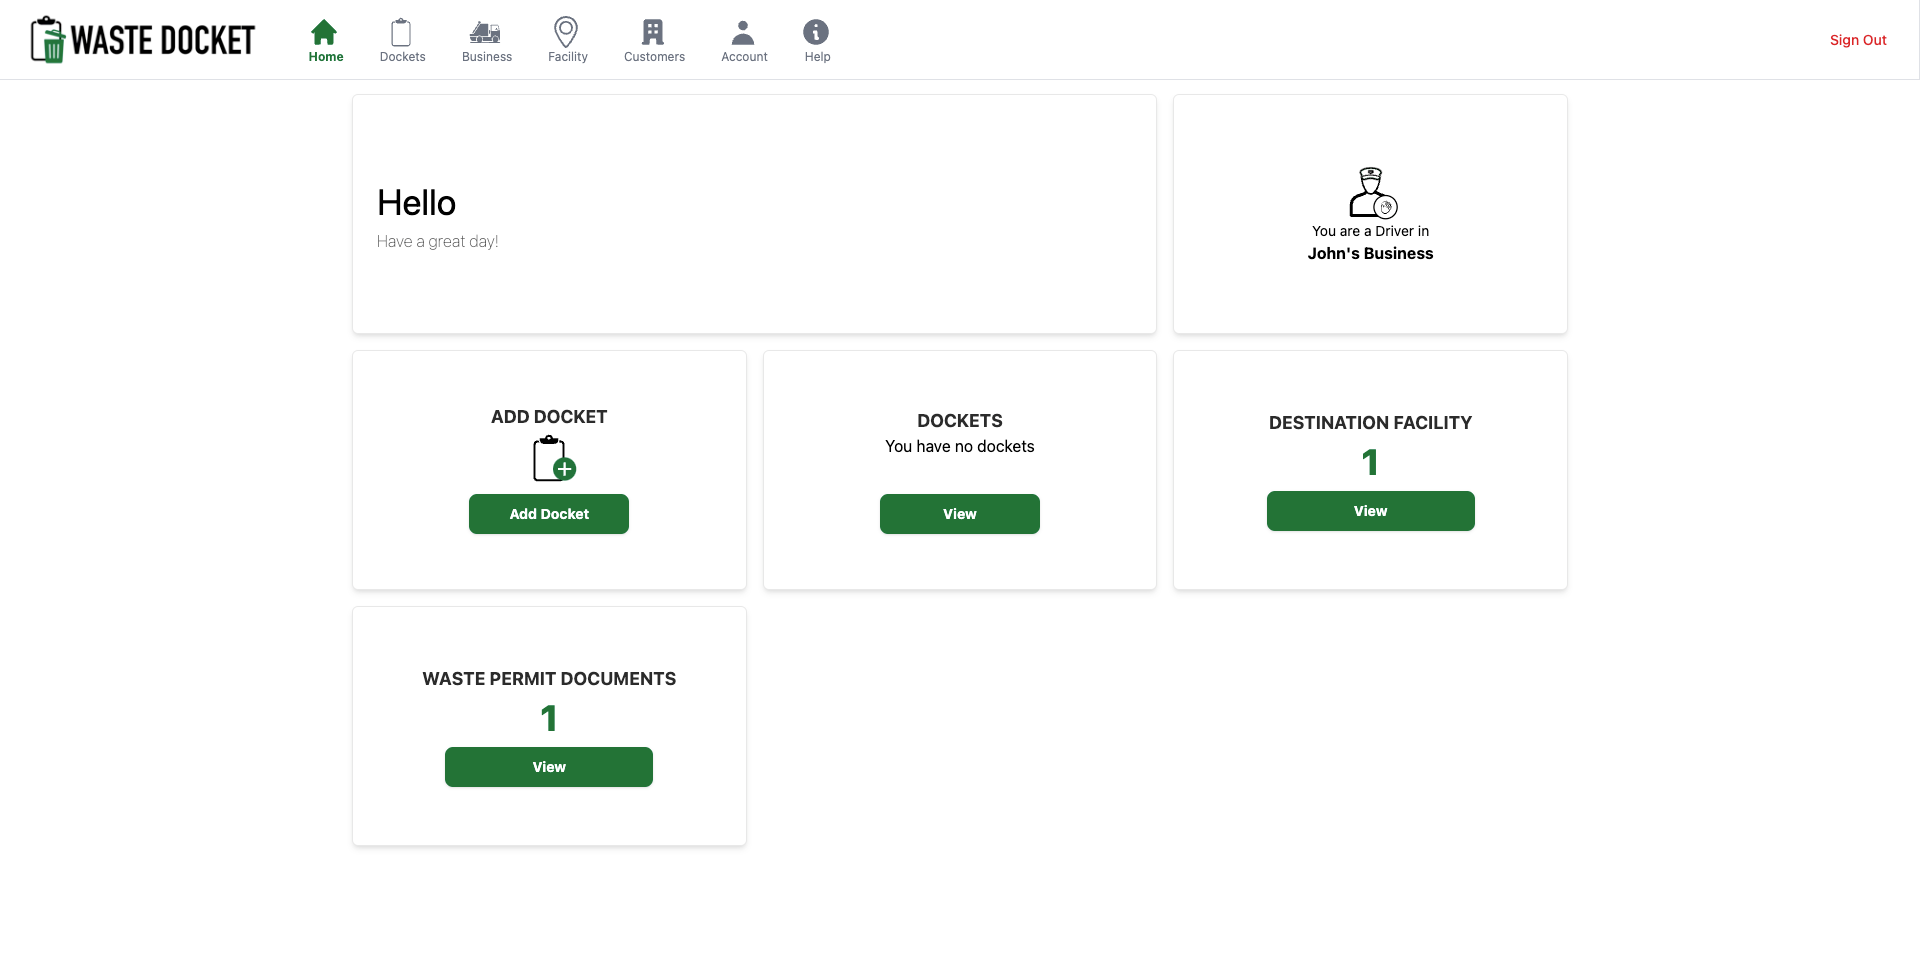 WASTE DOCKET
Home
Dockets
Business
Facility
Customers
Account
Help
Sign Out
Hello
Have a great day!
You are a Driver in
John's Business
ADD DOCKET
Add Docket
DOCKETS
You have no dockets
View
DESTINATION FACILITY
1
View
WASTE PERMIT DOCUMENTS
1
View